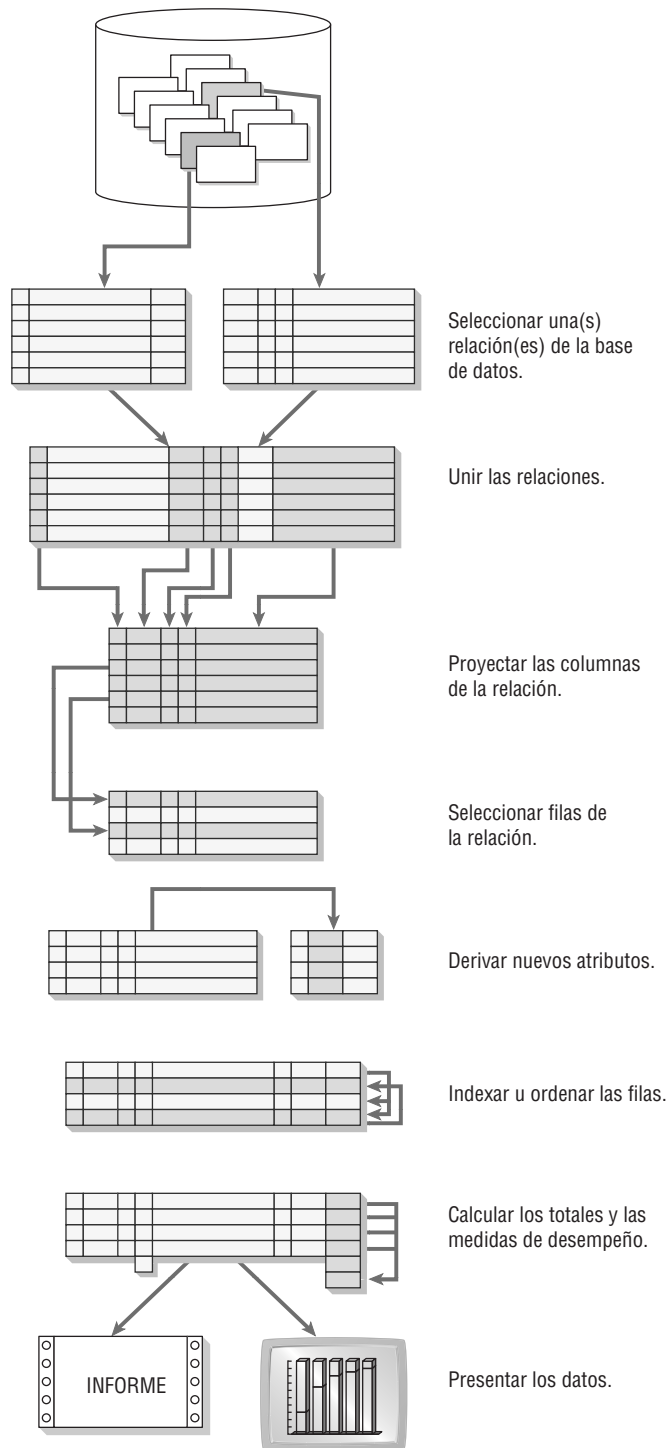 Seleccionar una(s)
relación(es) de la base
de datos.
Unir las relaciones.
Proyectar las columnas
de la relación.
Seleccionar filas de
la relación.
Derivar nuevos atributos.
Indexar u ordenar las filas.
Calcular los totales y las
medidas de desempeño.
INFORME
Presentar los datos.